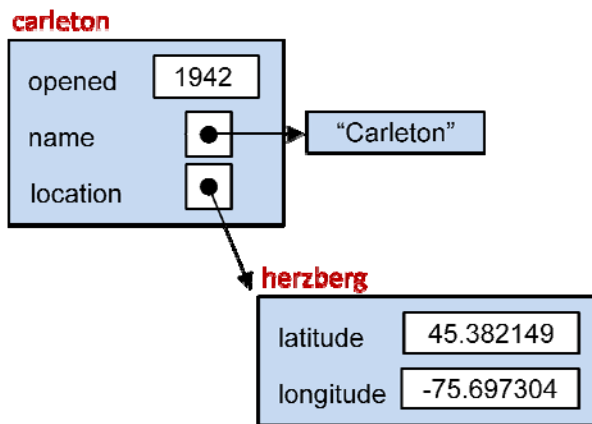 carleton
opened 1942
name
“Carleton”
location
herzberg
latitude 45.382149
longitude -75.697304